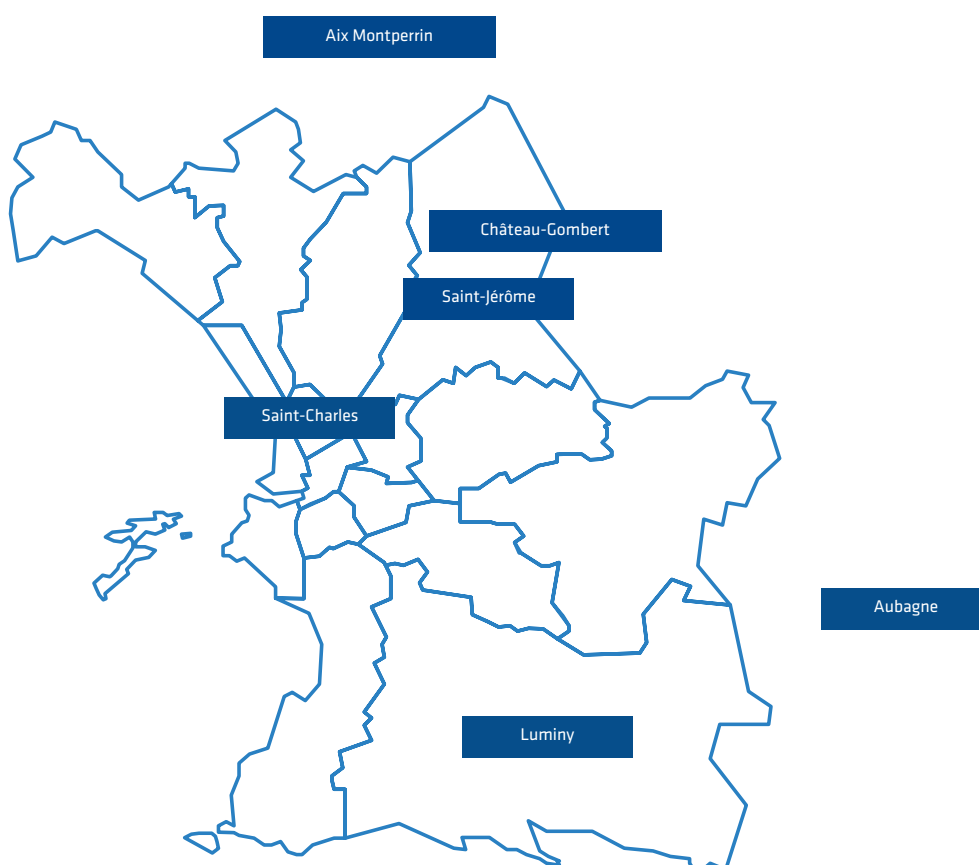 Aix Montperrin
Château-Gombert
Saint-Jérôme
Saint-Charles
Aubagne
Luminy